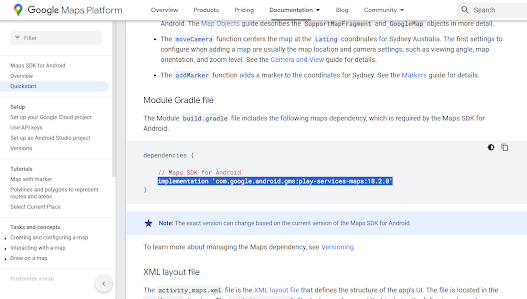 Google Maps Platform
Overview Products Pricing Documentation Blog Community Search
Filter
Maps SDK for Android
Overview
Quickstart
Setup
Set up your Google Cloud project
Use API keys
Set up an Android Studio project
Versions
Tutorials
Map with marker
Polylines and polygons to represent
routes and areas
Select Current Place
Tasks and concepts
Creating and configuring a map
Interacting with a map
Draw on a map
Customize a map
Android. The Map Objects guide describes the SupportMapFragment and GoogleMap objects in more detail.
The moveCamera function centers the map at the LatLng coordinates for Sydney Australia. The first settings to
configure when adding a map are usually the map location and camera settings; such as viewing angle, map
orientation, and zoom level. See the Camera and View guide for details.
The addMarker function adds a marker to the coordinates for Sydney. See the Markers guide for details.
Module Gradle file
The Module build.gradle file includes the following maps dependency, which is required by the Maps SDK for
Android.
dependencies {
// Maps SDK for Android
implementation 'com.google.android.gms:play-services-maps:18.2.0'
}
Note: The exact version can change based on the current version of the Maps SDK for Android.
To learn more about managing the Maps dependency, see Versioning.
XML layout file
The activity_maps.xml file is the XML layout file that defines the structure of the app's UI. The file is located in the